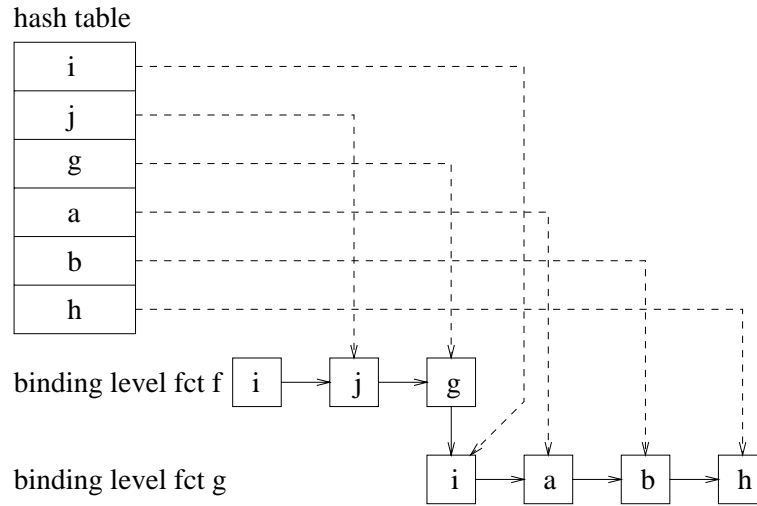 hash table
i
j
g
a
b
h
binding level fct f i j g
binding level fct g i a b h